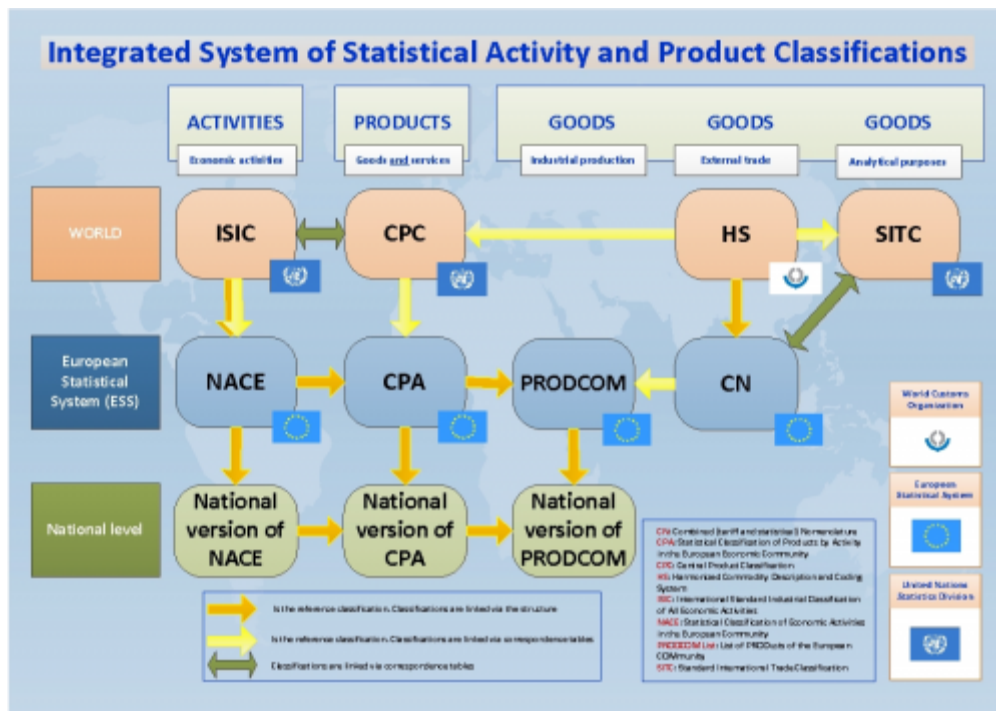 Integrated System of Statistical Activity and Product Classifications
ACTIVITIES
PRODUCTS
GOODS
GOODS
GOODS
Economic activities
Goods and services
Industrial production
External trade
Analytical purposes
WORLD
ISIC
CPC
HS
SITC
European
Statistical
System (ESS)
NACE
CPA
PRODCOM
CN
World Customs
Organisation
European
Statistical System
United Nations
Statistics Division
National level
National
version of
NACE
National
version of
CPA
National
version of
PRODCOM
Is the reference classification. Classifications are linked via the structure
Is the reference classification. Classifications are linked via correspondence tables
Classifications are linked via correspondence tables
CN: Combined (tariff and statistical) Nomenclature
CPA: Statistical Classification of Products by Activity
in the European Economic Community
CPC: Central Product Classification
HS: Harmonized Commodity Description and Coding
System
ISIC: International Standard Industrial Classification
of All Economic Activities
NACE: Statistical Classification of Economic Activities
in the European Community
PRODCOM List: List of PRODucts of the European
COMmunity
SITC: Standard International Trade Classification